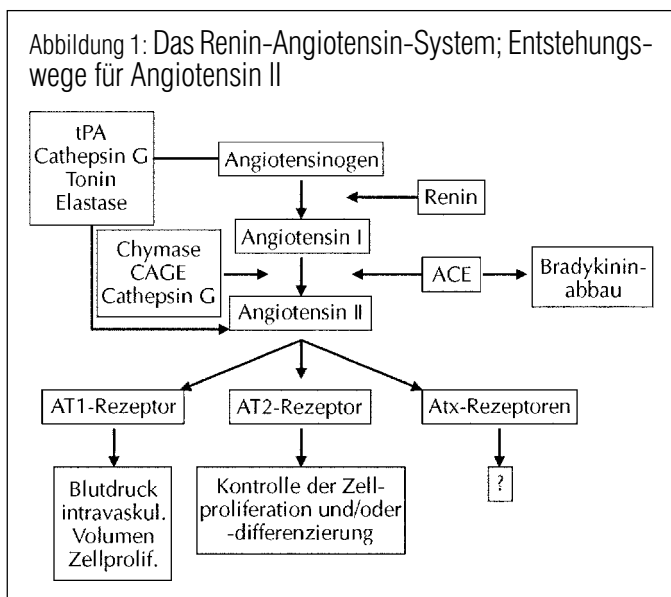 Abbildung 1: Das Renin-Angiotensin-System; Entstehungs-
wege für Angiotensin II
tPA
Cathepsin G
Tonin
Elastase
Angiotensinogen
Renin
Angiotensin I
Chymase
CAGE
Cathepsin G
ACE
Bradykinin-
abbau
Angiotensin II
AT1-Rezeptor
AT2-Rezeptor
Atx-Rezeptoren
Blutdruck
intravaskul.
Volumen
Zellprolif.
Kontrolle der Zell-
proliferation und/oder
-differenzierung
?